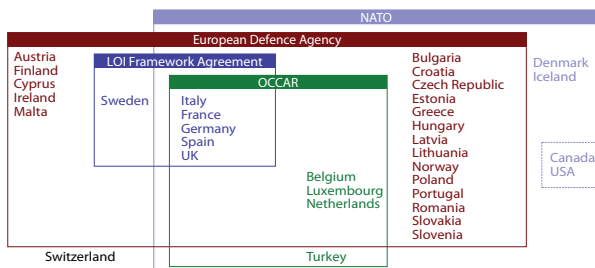 NATO
European Defence Agency
Austria
Finland
Cyprus
Ireland
Malta
LOI Framework Agreement
Sweden
OCCAR
Italy
France
Germany
Spain
UK
Belgium
Luxembourg
Netherlands
Bulgaria
Croatia
Czech Republic
Estonia
Greece
Hungary
Latvia
Lithuania
Norway
Poland
Portugal
Romania
Slovakia
Slovenia
Denmark
Iceland
Canada
USA
Switzerland
Turkey